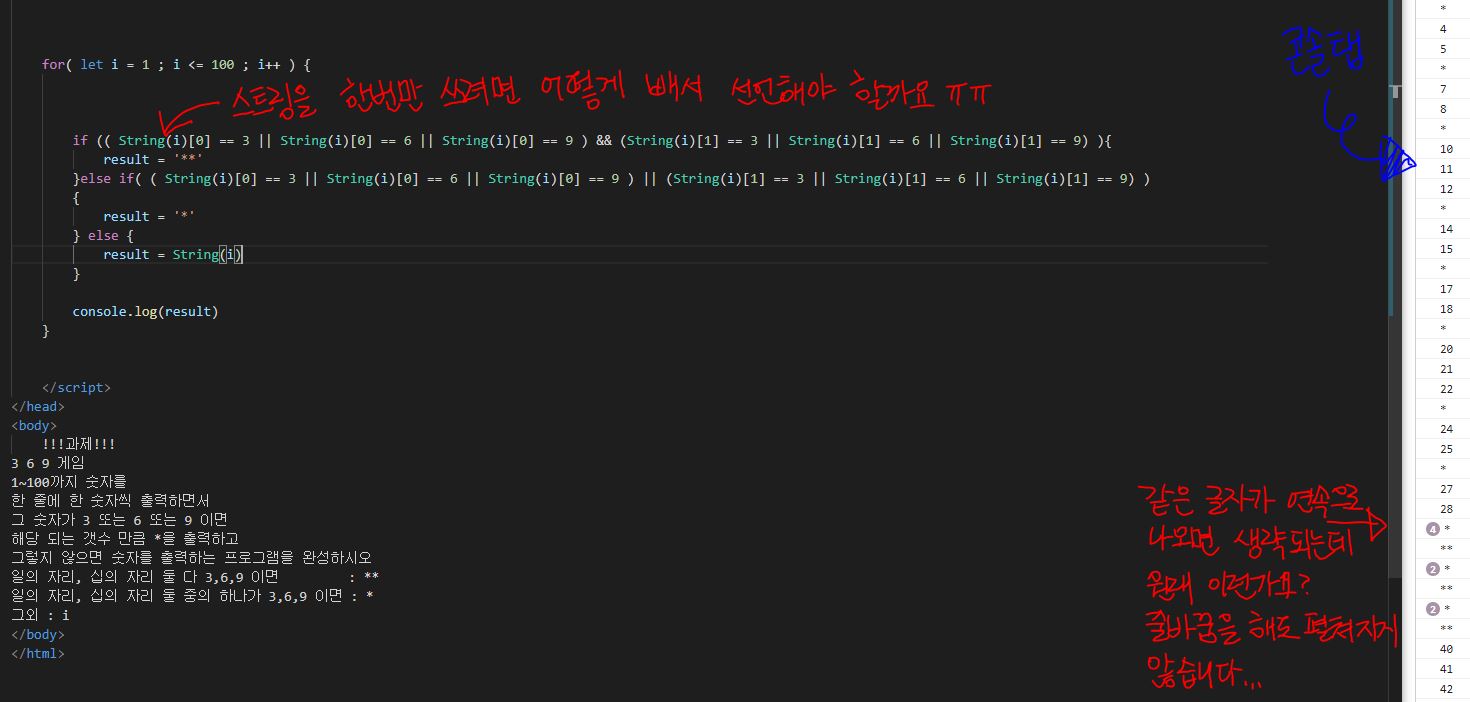 for( let i = 1 ; i <= 100 ; i++ ) {
스트링을 한번만 쓰려면 어떻게 빼서 선언해야 할까요 ㅠㅠ
if (( String(i)[0] == 3 || String(i)[0] == 6 || String(i)[0] == 9 ) && (String(i)[1] == 3 || String(i)[1] == 6 || String(i)[1] == 9) ){
result = '**'
}else if( ( String(i)[0] == 3 || String(i)[0] == 6 || String(i)[0] == 9 ) || (String(i)[1] == 3 || String(i)[1] == 6 || String(i)[1] == 9) )
{
result = '*'
} else {
result = String(i)
}
console.log(result)
}
</script>
</head>
<body>
!!!과제!!!
3 6 9 게임
1~100까지 숫자를
한 줄에 한 숫자씩 출력하면서
그 숫자가 3 또는 6 또는 9 이면
해당 되는 갯수 만큼 *을 출력하고
그렇지 않으면 숫자를 출력하는 프로그램을 완성하시오
일의 자리, 십의 자리 둘 다 3,6,9 이면 : **
일의 자리, 십의 자리 둘 중의 하나가 3,6,9 이면 : *
그외 : i
</body>
</html>
콘솔탭
같은 글자가 연속으로
나오면 생략되는데
원래 이런가요?
줄바꿈을 해도 펼쳐지게
않습니다...
*
4
5
*
7
8
*
10
11
12
*
14
15
*
17
18
*
20
21
22
*
24
25
*
27
28
4 *
**
2 *
**
2 *
**
40
41
42